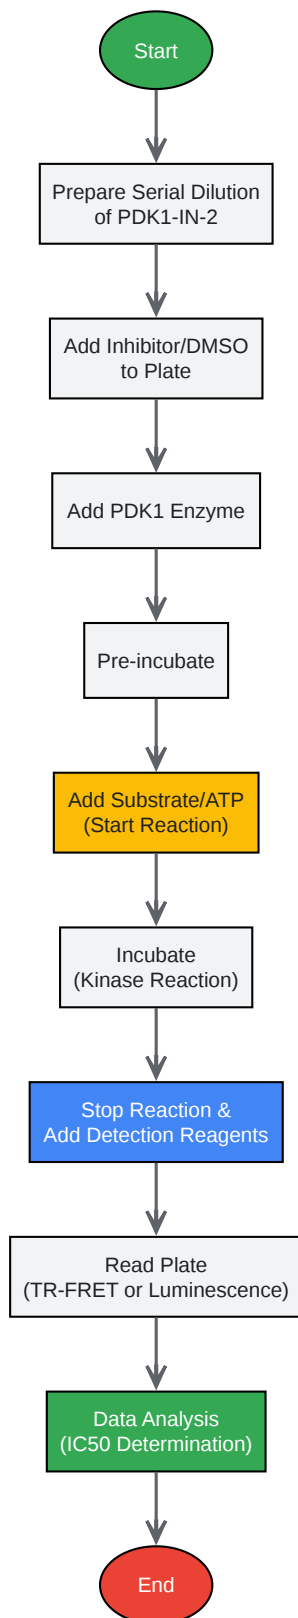 Start
Prepare Serial Dilution
of PDK1-IN-2
Add Inhibitor/DMSO
to Plate
Add PDK1 Enzyme
Pre-incubate
Add Substrate/ATP
(Start Reaction)
Incubate
(Kinase Reaction)
Stop Reaction &
Add Detection Reagents
Read Plate
(TR-FRET or Luminescence)
Data Analysis
(IC50 Determination)
End